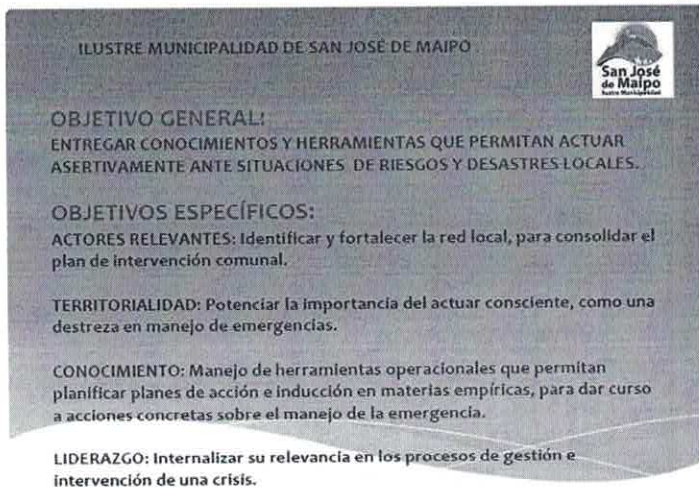 ILUSTRE MUNICIPALIDAD DE SAN JOSÉ DE MAIPO .
San José
de Maipo
Ilustre Municipalidad
OBJETIVO GENERAL:
ENTREGAR CONOCIMIENTOS Y HERRAMIENTAS QUE PERMITAN ACTUAR
ASERTIVAMENTE ANTE SITUACIONES DE RIESGOS Y DESASTRES LOCALES.
OBJETIVOS ESPECÍFICOS:
ACTORES RELEVANTES: Identificar y fortalecer la red local, para consolidar el
plan de intervención comunal.
TERRITORIALIDAD: Potenciar la importancia del actuar consciente, como una
destreza en manejo de emergencias.
CONOCIMIENTO: Manejo de herramientas operacionales que permitan
planificar planes de acción e inducción en materias empíricas, para dar curso
a acciones concretas sobre el manejo de la emergencia.
LIDERAZGO: Internalizar su relevancia en los procesos de gestión e
intervención de una crisis.